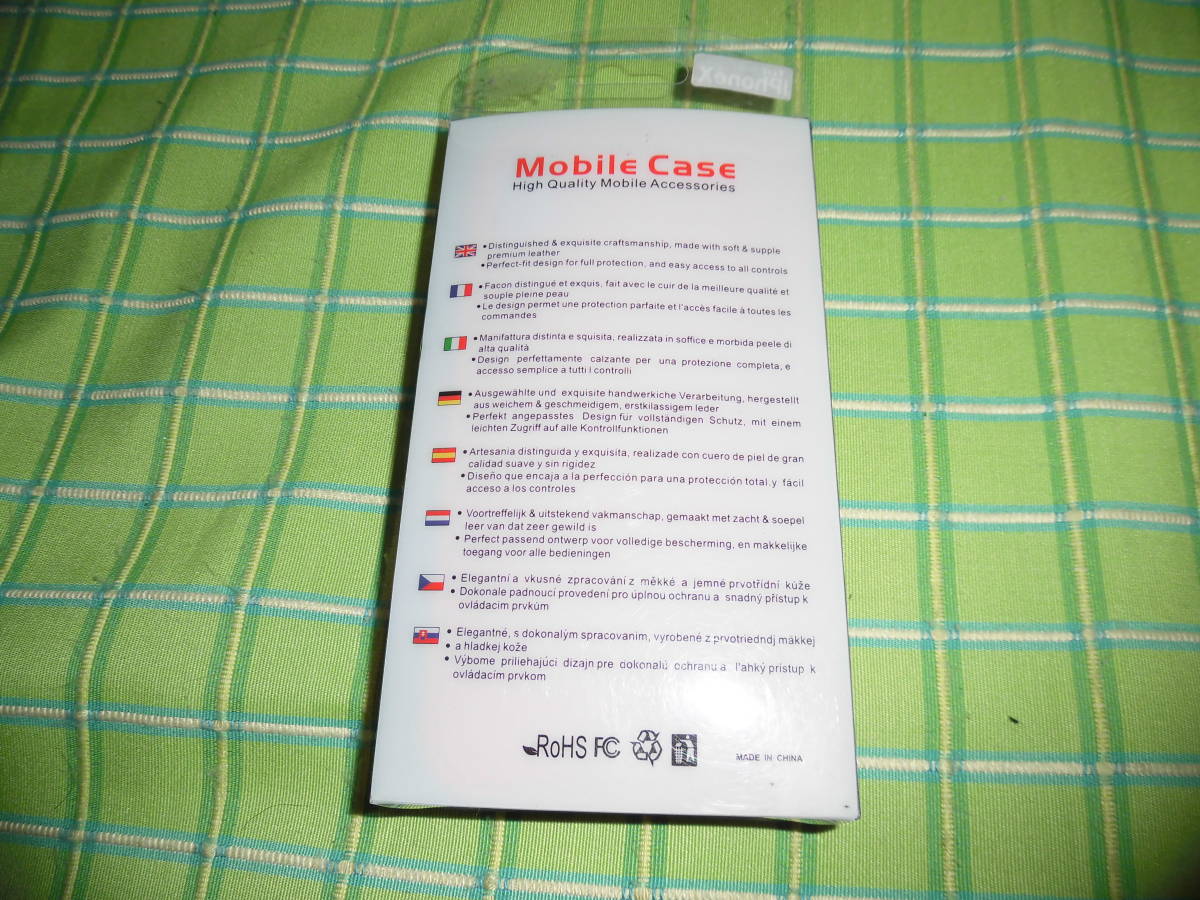 iPhoneX
Mobile Case
High Quality Mobile Accessories
• Distinguished & exquisite craftsmanship, made with soft & supple
premium leather
• Perfect-fit design for full protection, and easy access to all controls
• Facon distingué et exquis, fait avec le cuir de la meilleure qualité et
souple pleine peau
• Le design permet une protection parfaite et l'accès facile à toutes les
commandes
• Manifattura distinta e squisita, realizzata in soffice e morbida peele di
alta qualità
• Design perfettamente calzante per una protezione completa, e
accesso semplice a tutti i controlli
• Ausgewählte und exquisite handwerkiche Verarbeitung, hergestellt
aus weichem & geschmeidigem, erstkilassigem leder
• Perfekt angepasstes Design für vollständigen Schutz, mit einem
leichten Zugriff auf alle Kontrollfunktionen
• Artesania distinguida y exquisita, realizade con cuero de piel de gran
calidad suave y sin rigidez
• Diseño que encaja a la perfección para una protección total y fácil
acceso a los controles
• Voortreffelijk & uitstekend vakmanschap, gemaakt met zacht & soepel
leer van dat zeer gewild is
• Perfect passend ontwerp voor volledige bescherming, en makkelijke
toegang voor alle bedieningen
• Elegantní a vkusné zpracování z měkké a jemné prvotřídní kůže
• Dokonale padnoucí provedení pro úplnou ochranu a snadný přístup k
ovládacim prvkům
• Elegantné, s dokonalým spracovanim, vyrobené z prvotriedndj mäkkej
• a hladkej kože
• Výbome priliehajúci dizajn pre dokonalú ochranu a ľahký pristup k
ovládacím prvkom
RoHS FC
MADE IN CHINA